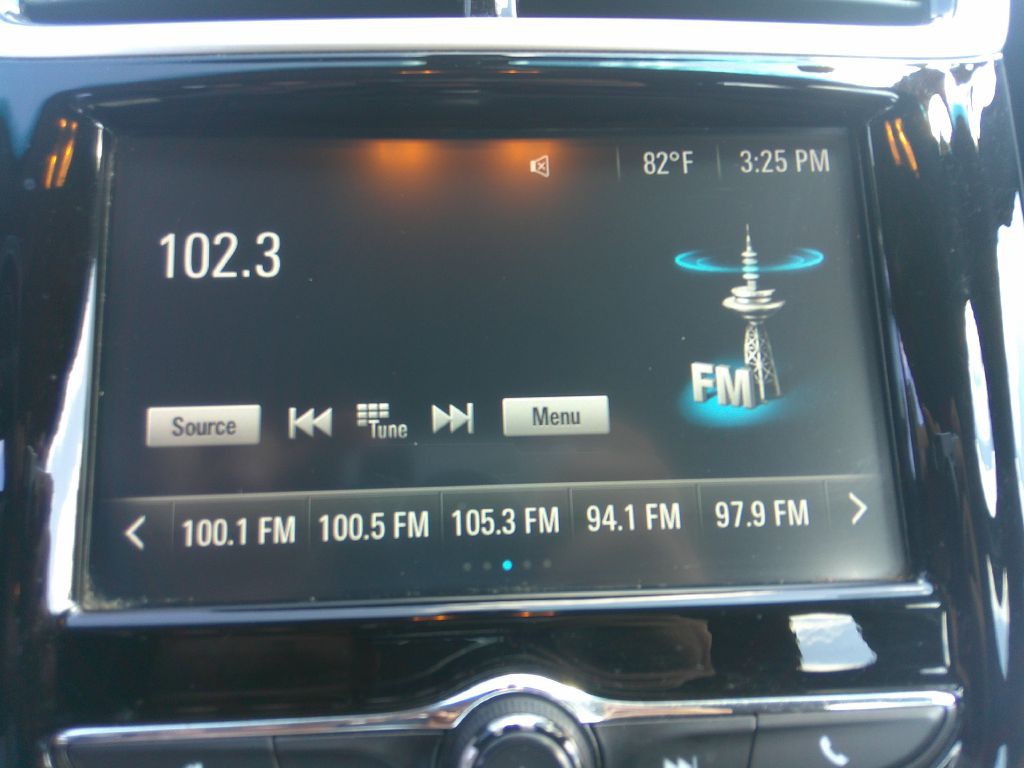 82°F 3:25 PM
102.3
FM
Source Tune Menu
100.1 FM 100.5 FM 105.3 FM 94.1 FM 97.9 FM